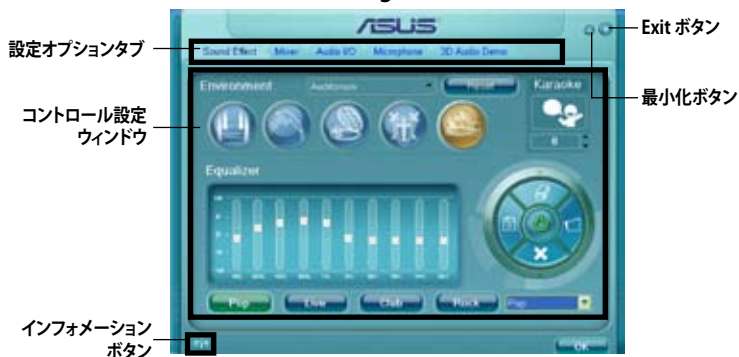 ASUS
Exit ボタン
設定オプションタブ
Sound Effect Mixer Audio I/O Microphone 3D Audio Demo
最小化ボタン
Environment Auditorium Reset Karaoke
コントロール設定
ウィンドウ
0
Equalizer
Pop Live Club Rock Pop
インフォメーション
ボタン
OK